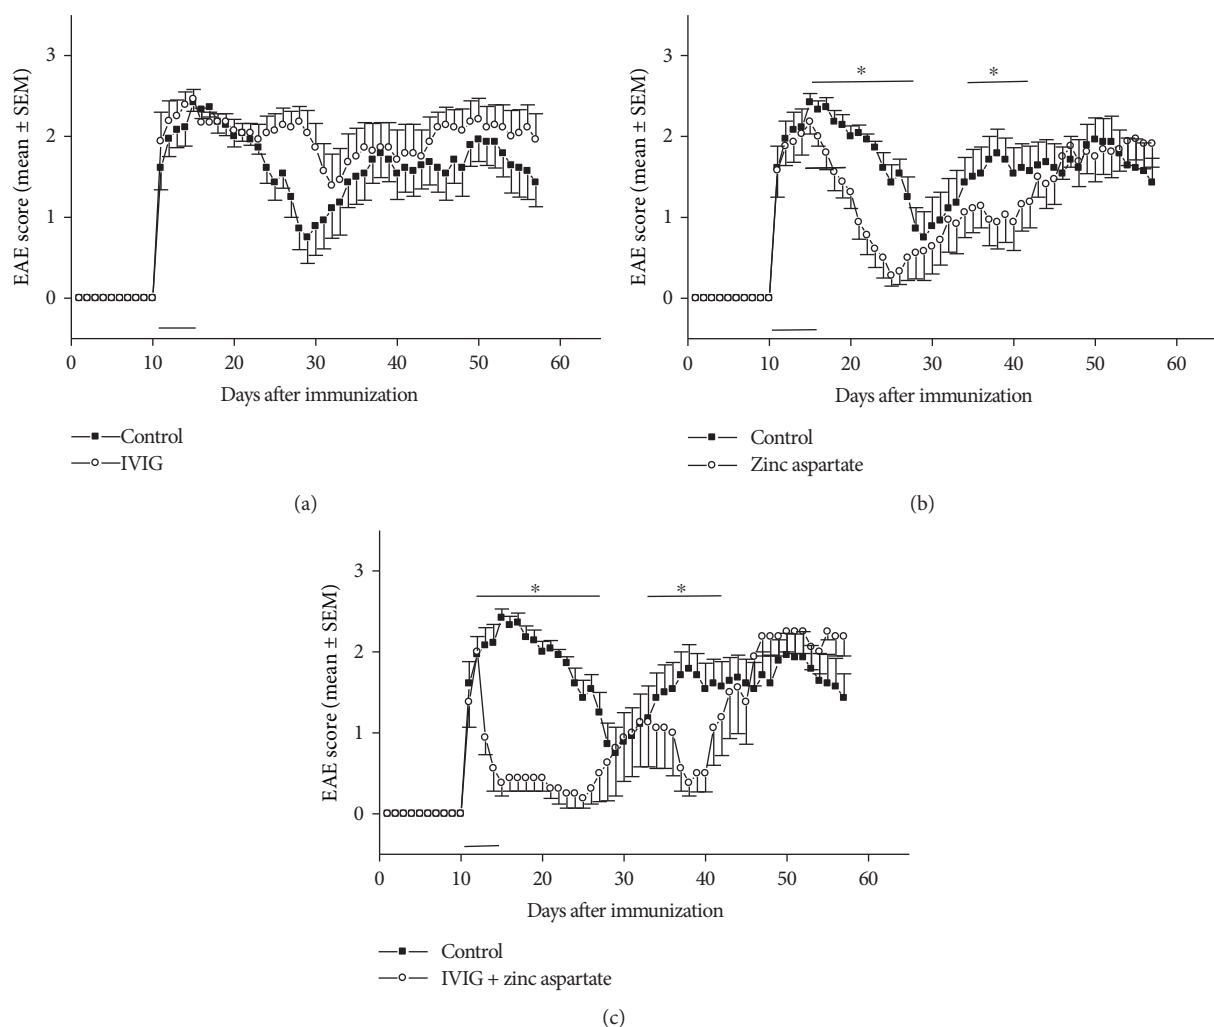 EAE score (mean ± SEM)
3
2
1
0
0 10 20 30 40 50 60
Days after immunization
Control
IVIG
(a)
EAE score (mean ± SEM)
3
2
1
0
* *
0 10 20 30 40 50 60
Days after immunization
Control
Zinc aspartate
(b)
EAE score (mean ± SEM)
3
2
1
0
* *
0 10 20 30 40 50 60
Days after immunization
Control
IVIG + zinc aspartate
(c)